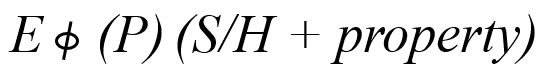 E ϕ (P) (S/H + property)